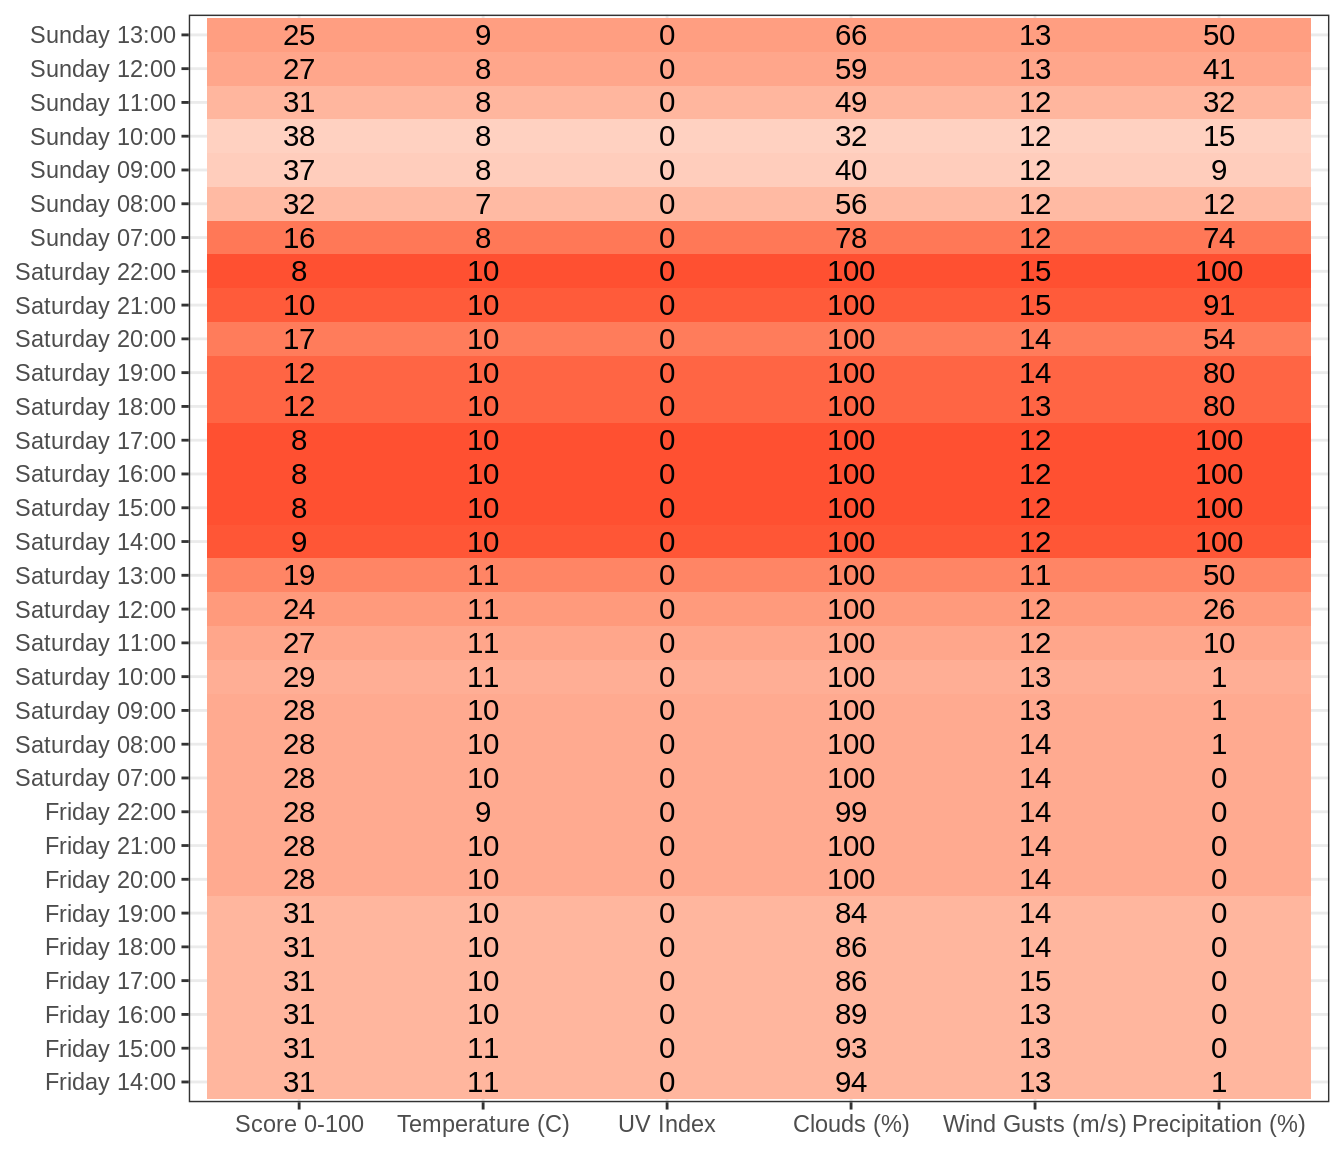 Sunday 13:00 25 9 0 66 13 50
Sunday 12:00 27 8 0 59 13 41
Sunday 11:00 31 8 0 49 12 32
Sunday 10:00 38 8 0 32 12 15
Sunday 09:00 37 8 0 40 12 9
Sunday 08:00 32 7 0 56 12 12
Sunday 07:00 16 8 0 78 12 74
Saturday 22:00 8 10 0 100 15 100
Saturday 21:00 10 10 0 100 15 91
Saturday 20:00 17 10 0 100 14 54
Saturday 19:00 12 10 0 100 14 80
Saturday 18:00 12 10 0 100 13 80
Saturday 17:00 8 10 0 100 12 100
Saturday 16:00 8 10 0 100 12 100
Saturday 15:00 8 10 0 100 12 100
Saturday 14:00 9 10 0 100 12 100
Saturday 13:00 19 11 0 100 11 50
Saturday 12:00 24 11 0 100 12 26
Saturday 11:00 27 11 0 100 12 10
Saturday 10:00 29 11 0 100 13 1
Saturday 09:00 28 10 0 100 13 1
Saturday 08:00 28 10 0 100 14 1
Saturday 07:00 28 10 0 100 14 0
Friday 22:00 28 9 0 99 14 0
Friday 21:00 28 10 0 100 14 0
Friday 20:00 28 10 0 100 14 0
Friday 19:00 31 10 0 84 14 0
Friday 18:00 31 10 0 86 14 0
Friday 17:00 31 10 0 86 15 0
Friday 16:00 31 10 0 89 13 0
Friday 15:00 31 11 0 93 13 0
Friday 14:00 31 11 0 94 13 1
Score 0-100 Temperature (C) UV Index Clouds (%) Wind Gusts (m/s) Precipitation (%)